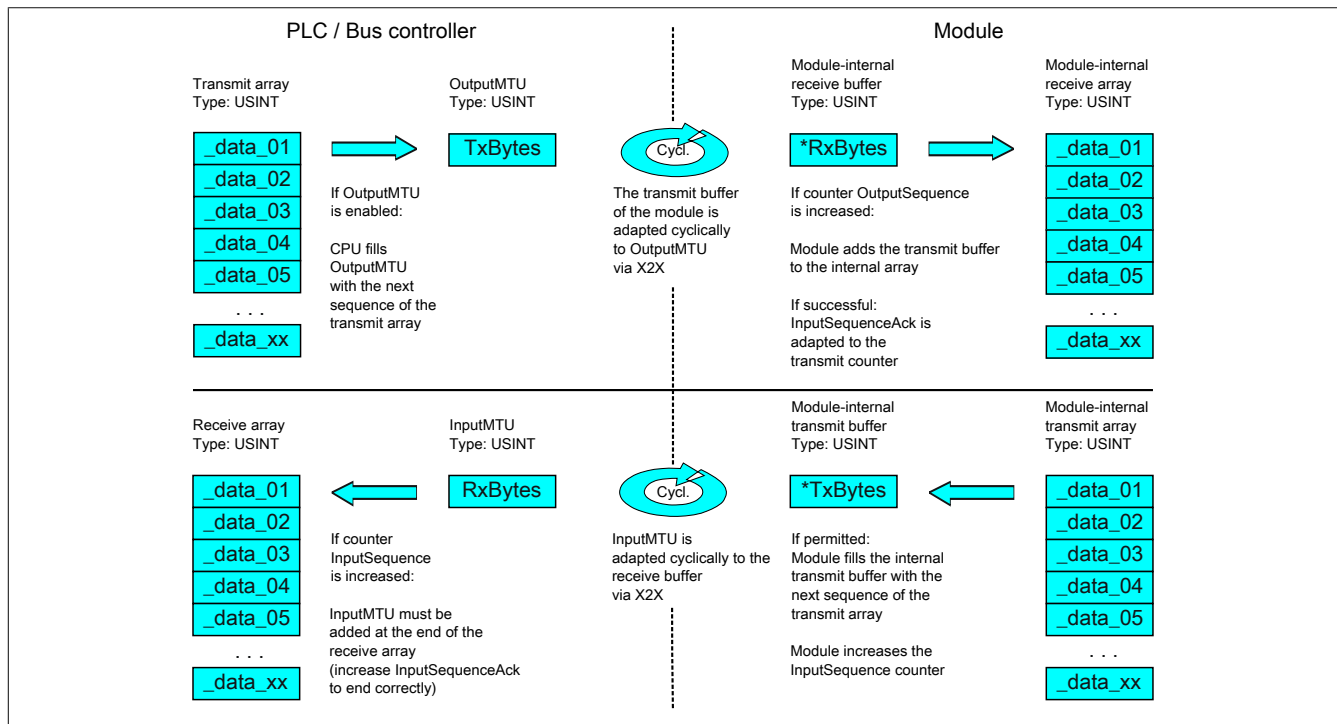 PLC / Bus controller
Module
Transmit array
Type: USINT
OutputMTU
Type: USINT
Module-internal
receive buffer
Type: USINT
Module-internal
receive array
Type: USINT
_data_01
_data_02
_data_03
_data_04
_data_05
. . .
_data_xx
If OutputMTU
is enabled:
CPU fills
OutputMTU
with the next
sequence of the
transmit array
TxBytes
Cycl.
The transmit buffer
of the module is
adapted cyclically
to OutputMTU
via X2X
*RxBytes
If counter OutputSequence
is increased:
Module adds the transmit buffer
to the internal array
If successful:
InputSequenceAck is
adapted to the
transmit counter
_data_01
_data_02
_data_03
_data_04
_data_05
. . .
_data_xx
Receive array
Type: USINT
InputMTU
Type: USINT
Module-internal
transmit buffer
Type: USINT
Module-internal
transmit array
Type: USINT
_data_01
_data_02
_data_03
_data_04
_data_05
. . .
_data_xx
If counter
InputSequence
is increased:
InputMTU must be
added at the end of the
receive array
(increase InputSequenceAck
to end correctly)
RxBytes
Cycl.
InputMTU is
adapted cyclically to the
receive buffer
via X2X
*TxBytes
If permitted:
Module fills the internal
transmit buffer with the
next sequence of the
transmit array
Module increases the
InputSequence counter
_data_01
_data_02
_data_03
_data_04
_data_05
. . .
_data_xx